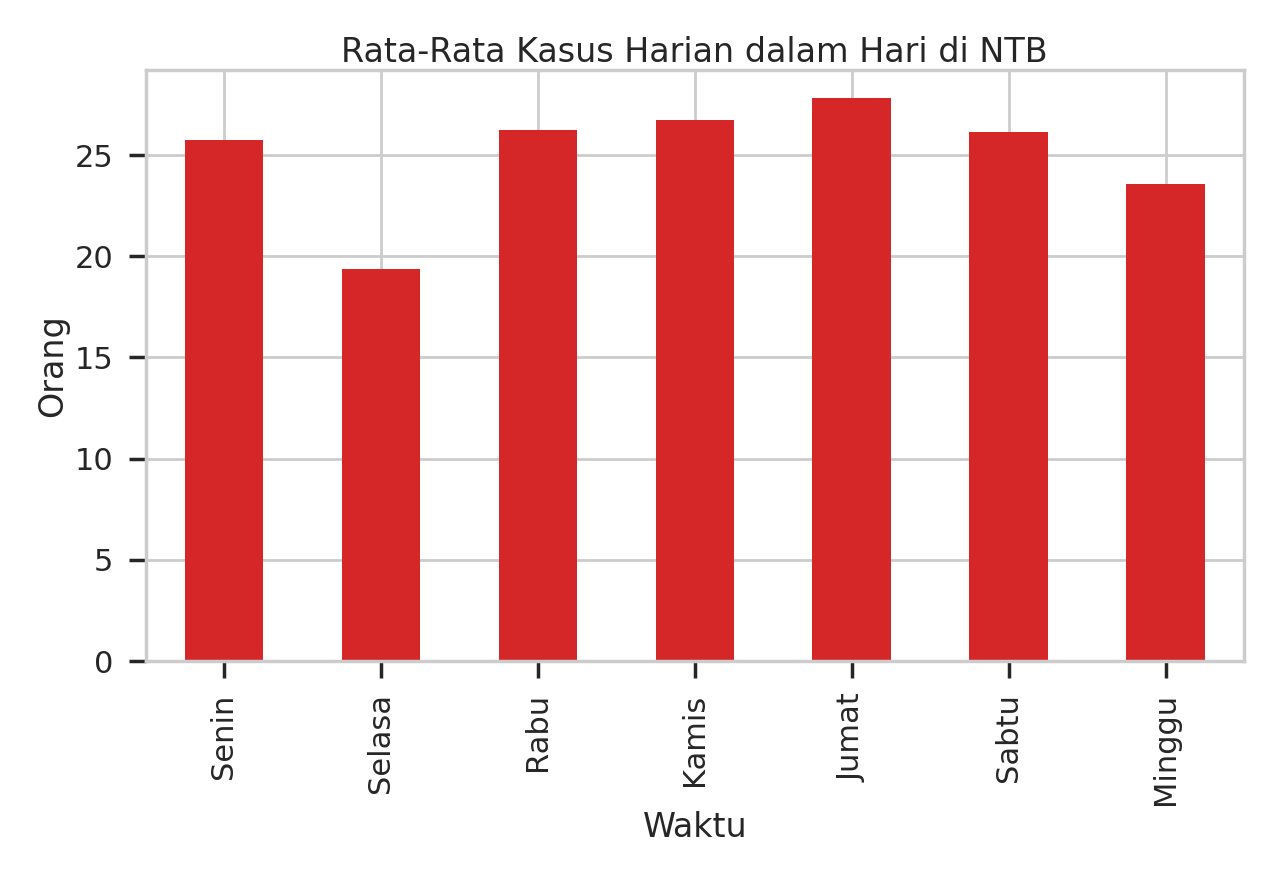 Rata-Rata Kasus Harian dalam Hari di NTB
Orang
25
20
15
10
5
0
Senin
Selasa
Rabu
Kamis
Jumat
Sabtu
Minggu
Waktu